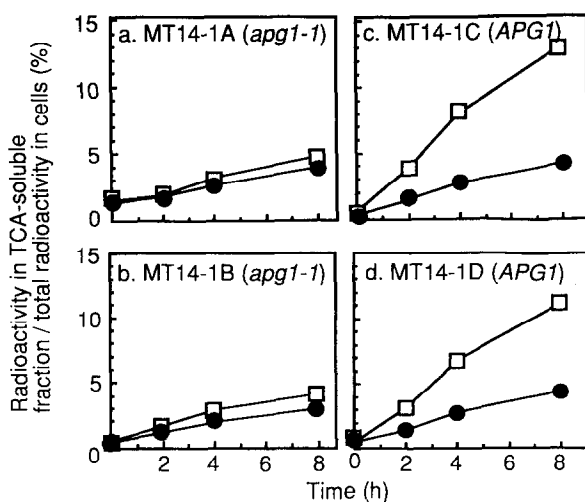 Radioactivity in TCA-soluble
fraction / total radioactivity in cells (%)
15
10
5
0
a. MT14-1A (apg1-1)
c. MT14-1C (APG1)
15
10
5
0
b. MT14-1B (apg1-1)
d. MT14-1D (APG1)
0 2 4 6 8
0 2 4 6 8
Time (h)